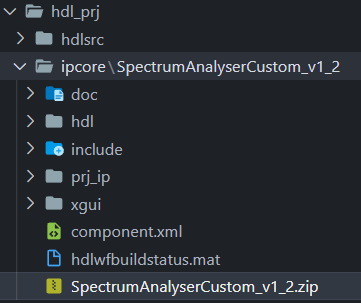 hdl_prj
hdlsrc
ipcore\SpectrumAnalyserCustom_v1_2
doc
hdl
include
prj_ip
xgui
component.xml
hdlwfbuildstatus.mat
SpectrumAnalyserCustom_v1_2.zip